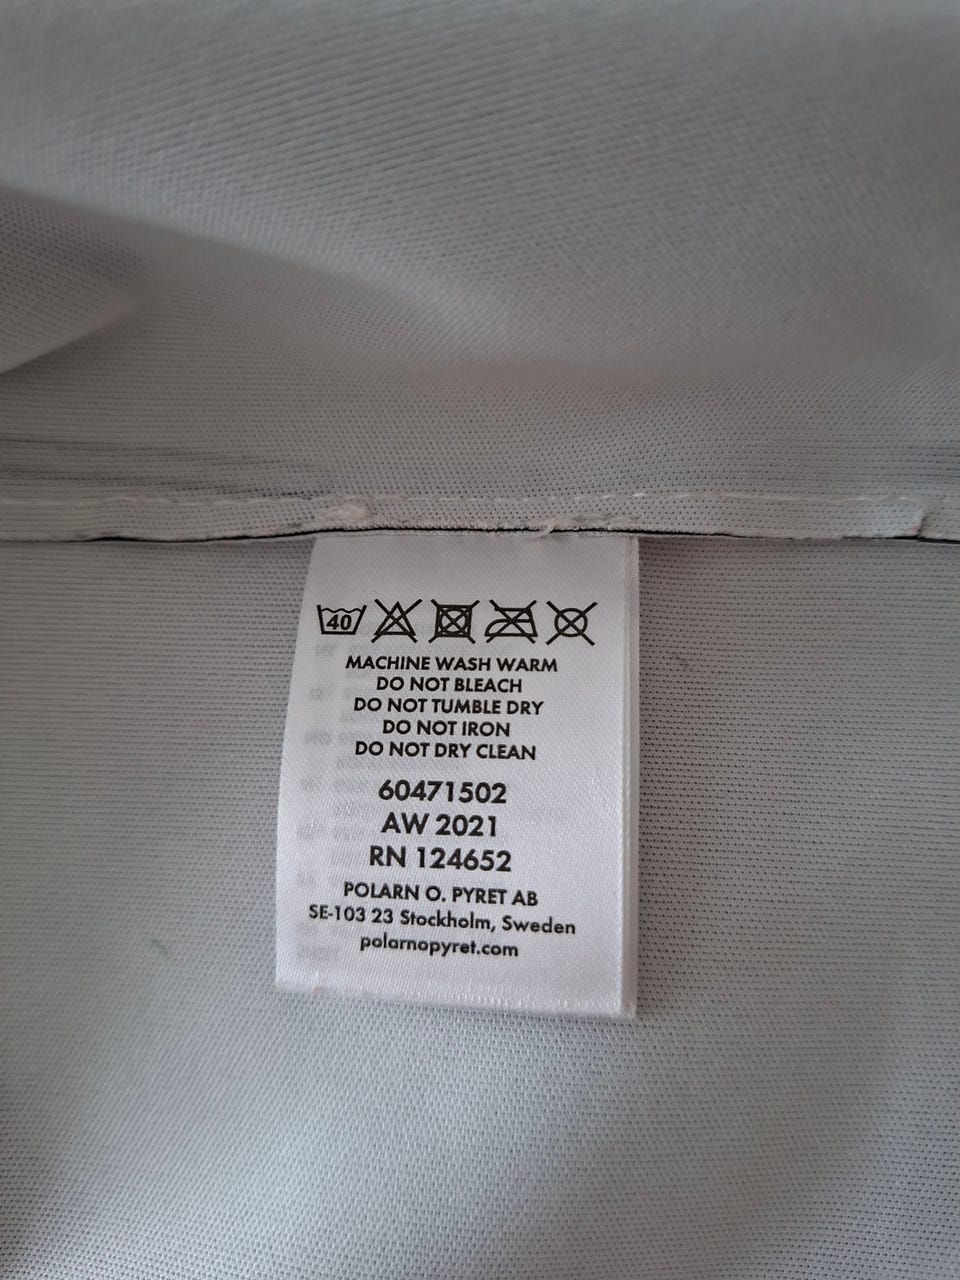 40
MACHINE WASH WARM
DO NOT BLEACH
DO NOT TUMBLE DRY
DO NOT IRON
DO NOT DRY CLEAN
60471502
AW 2021
RN 124652
POLARN O. PYRET AB
SE-103 23 Stockholm, Sweden
polarnopyret.com